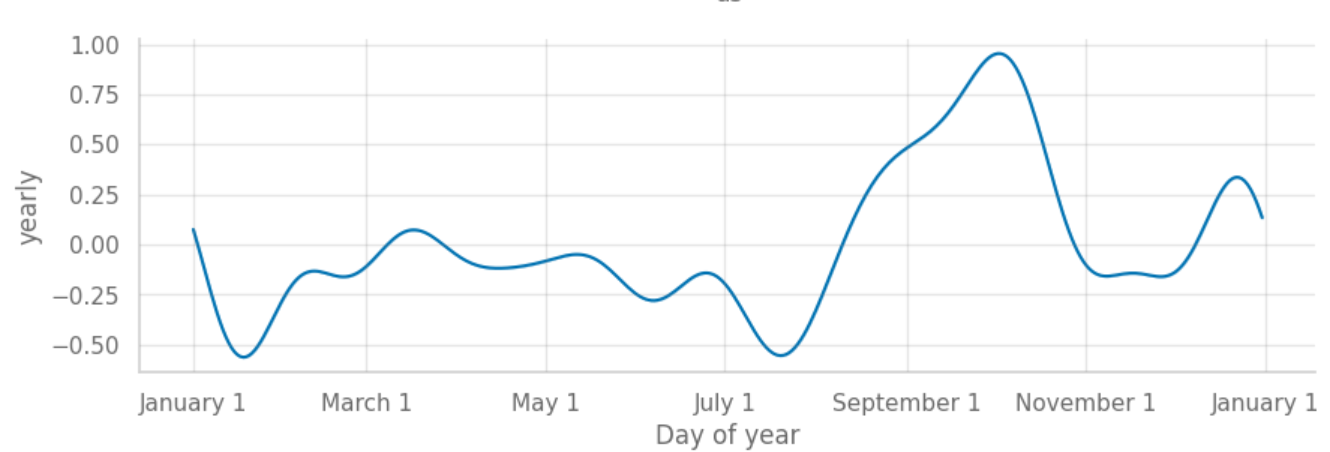 1.00
0.75
0.50
0.25
0.00
−0.25
−0.50
yearly
January 1 March 1 May 1 July 1 September 1 November 1 January 1
Day of year